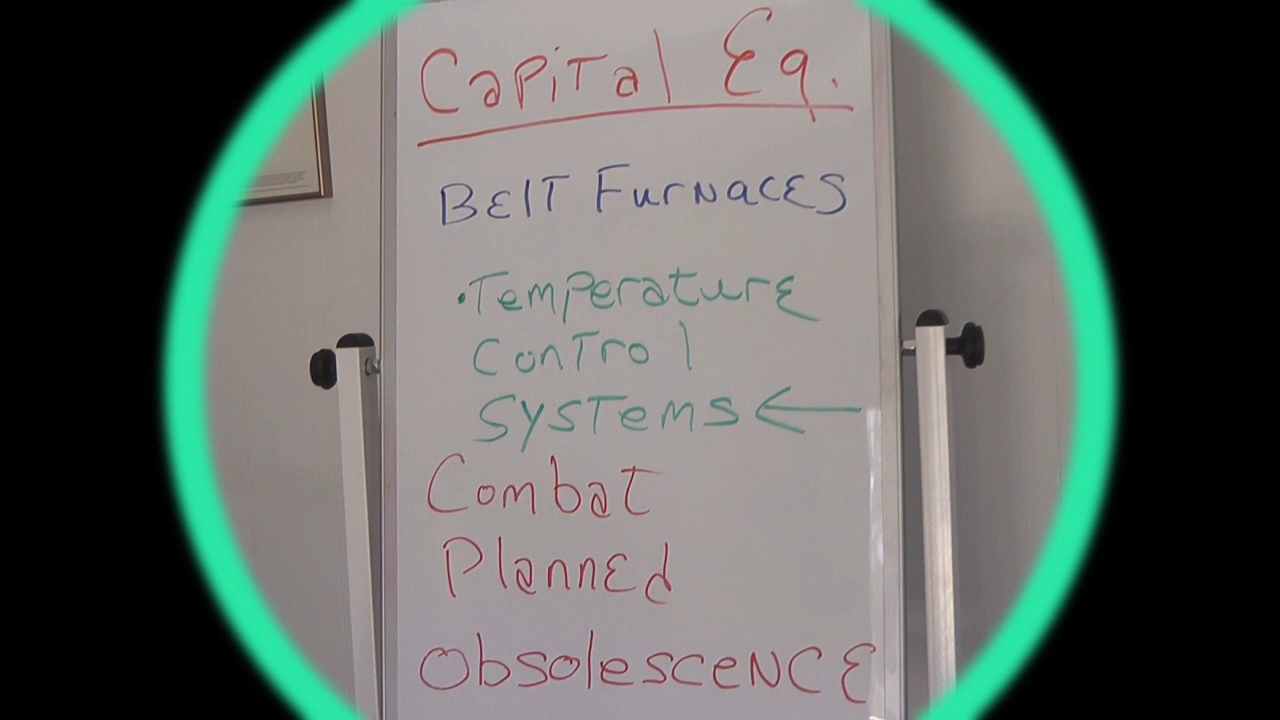 Capital Eq.
Belt Furnaces
• Temperature
Control
Systems ←
Combat
Planned
Obsolescence